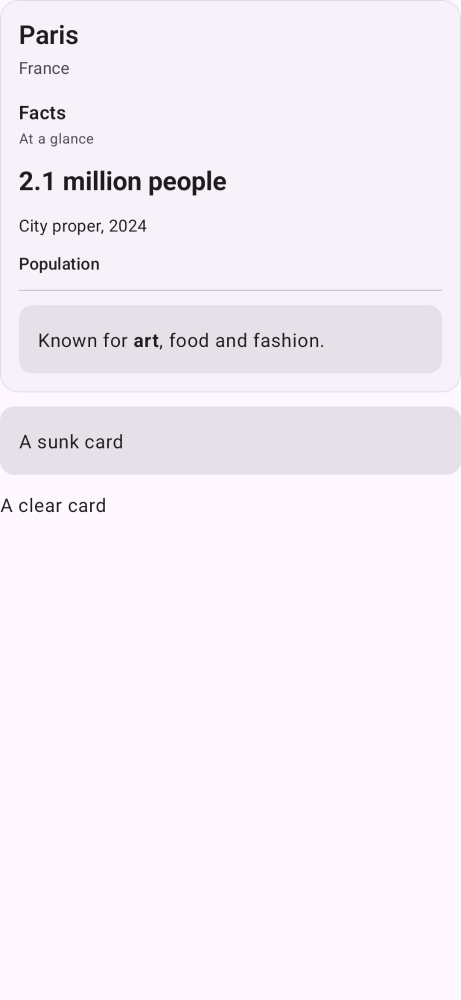 Paris
France
Facts
At a glance
2.1 million people
City proper, 2024
Population
Known for art, food and fashion.
A sunk card
A clear card